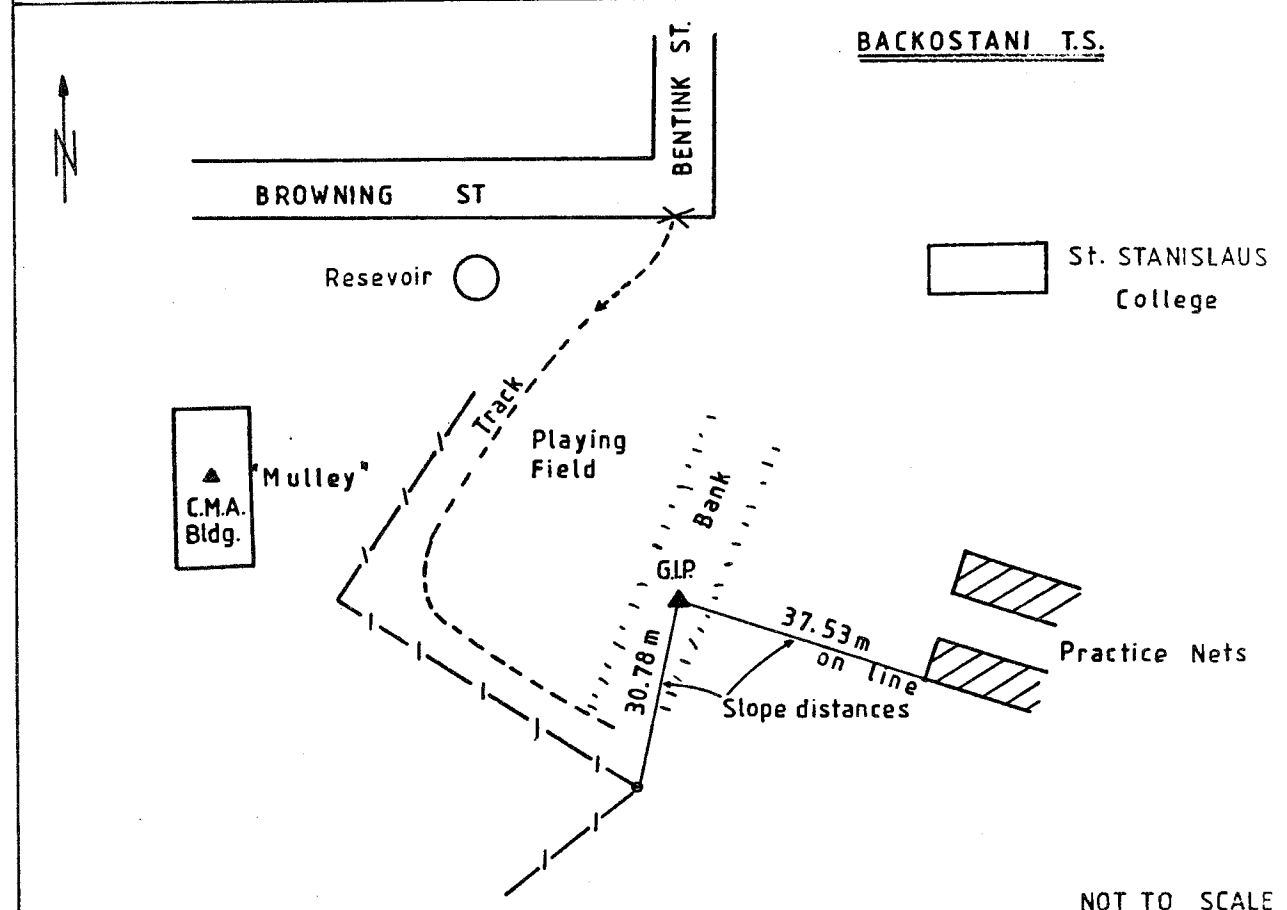 BACKOSTANI T.S.
N
BENTINK ST.
BROWNING ST
Resevoir
St. STANISLAUS
College
Track
Playing
Field
"Mulley"
C.M.A.
Bldg.
Bank
G.I.P.
37.53m
on line
30.78m
Slope distances
Practice Nets
NOT TO SCALE